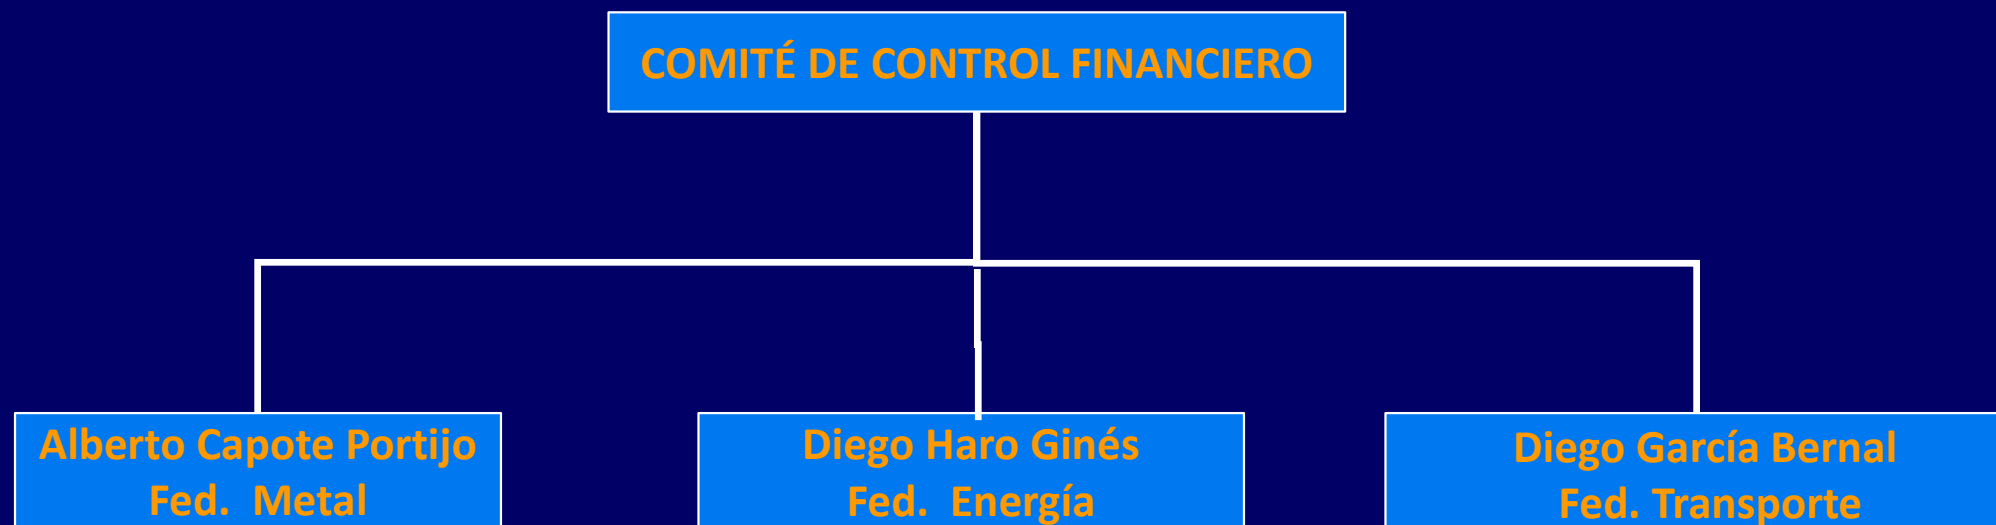 COMITÉ DE CONTROL FINANCIERO
Alberto Capote Portijo
Fed. Metal
Diego Haro Ginés
Fed. Energía
Diego García Bernal
Fed. Transporte